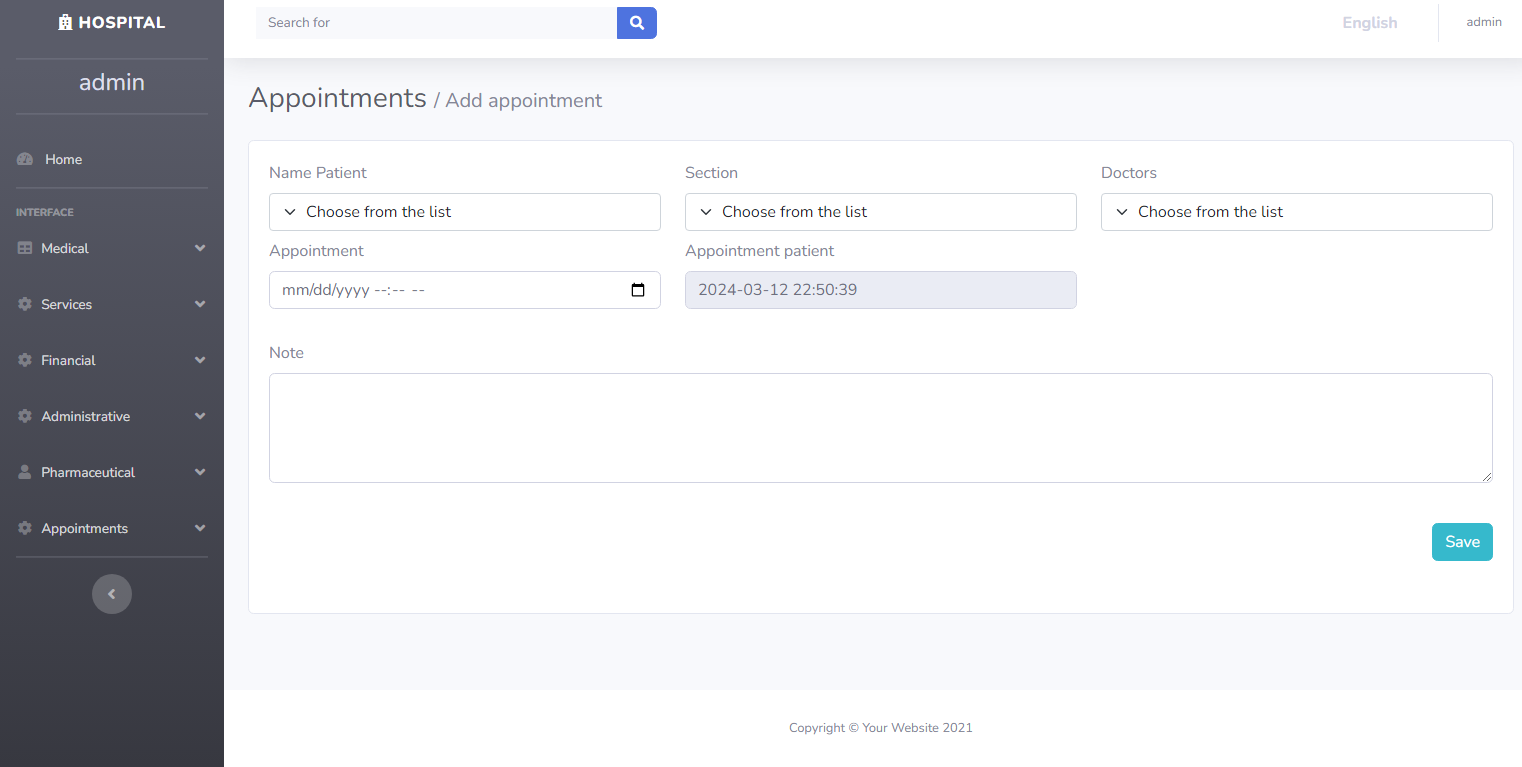 HOSPITAL
admin
Home
INTERFACE
Medical
Services
Financial
Administrative
Pharmaceutical
Appointments
Search for
English
admin
Appointments / Add appointment
Name Patient
Choose from the list
Section
Choose from the list
Doctors
Choose from the list
Appointment
mm/dd/yyyy --:-- --
Appointment patient
2024-03-12 22:50:39
Note
Save
Copyright © Your Website 2021